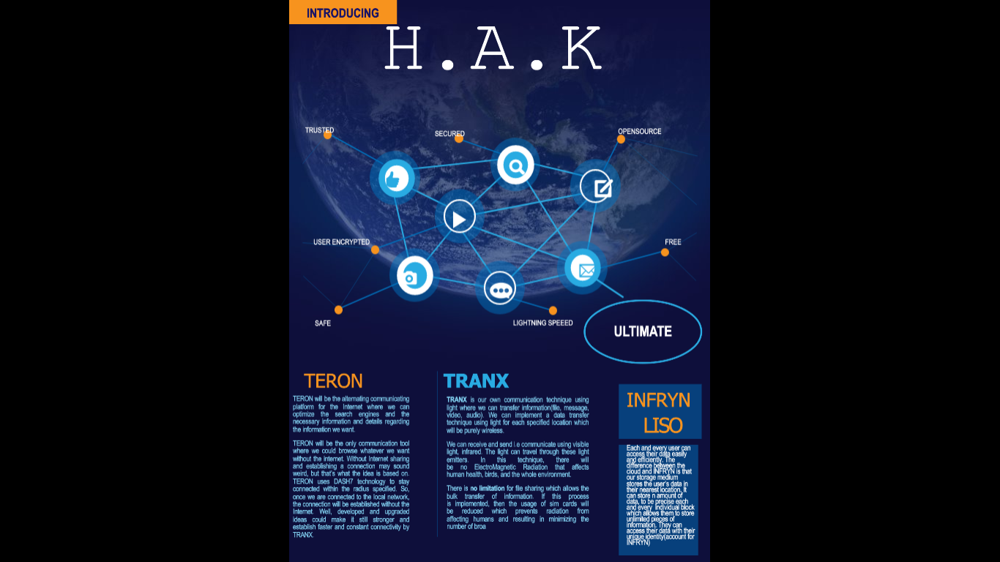 INTRODUCING
H.A.K
TRUSTED
SECURED
OPENSOURCE
USER ENCRYPTED
FREE
SAFE
LIGHTNING SPEEED
ULTIMATE
TERON
TERON will be the alternating communicating
platform for the Internet where we can
optimize the search engines and the
necessary information and details regarding
the information we want.
TERON will be the only communication tool
where we could browse whatever we want
without the internet. Without Internet sharing
and establishing a connection may sound
weird, but that's what the idea is based on.
TERON uses DASH7 technology to stay
connected within the radius specified. So,
once we are connected to the local network,
the connection will be established without the
Internet. Well, developed and upgraded
ideas could make it still stronger and
establish faster and constant connectivity by
TRANX.
TRANX
TRANX is our own communication technique using
light where we can transfer information(file, message,
video, audio). We can implement a data transfer
technique using light for each specified location which
will be purely wireless.
We can receive and send i.e communicate using visible
light, infrared. The light can travel through these light
emitters. In this technique, there will
be no ElectroMagnetic Radiation that affects
human health, birds, and the whole environment.
There is no limitation for file sharing which allows the
bulk transfer of information. If this process
is implemented, then the usage of sim cards will
be reduced which prevents radiation from
affecting humans and resulting in minimizing the
number of broa
INFRYN
LISO
Each and every user can
access their data easily
and efficiently. The
difference between the
cloud and INFRYN is that
our storage medium
stores the user's data in
their nearest location. It
can store n amount of
data, to be precise each
and every individual block
which allows them to store
unlimited pieces of
information. They can
access their data with their
unique identity(account for
INFRYN)